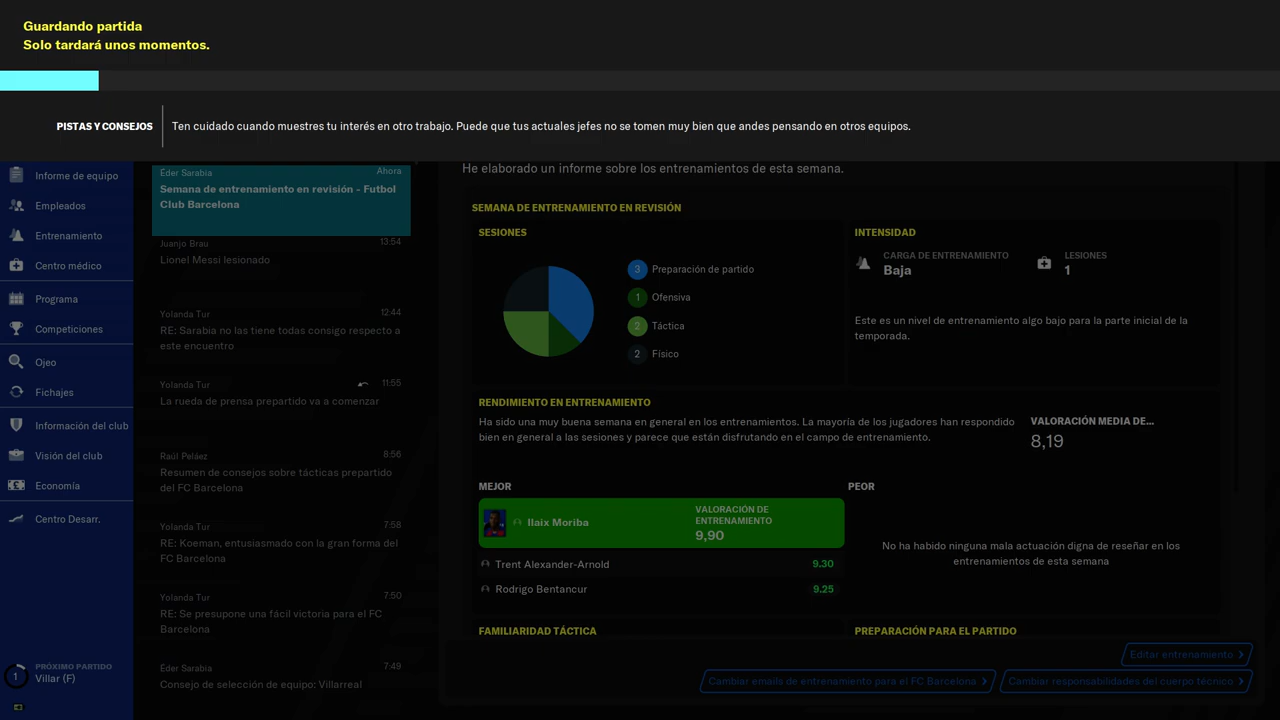 Guardando partida
Solo tardará unos momentos.
PISTAS Y CONSEJOS
Ten cuidado cuando muestres tu interés en otro trabajo. Puede que tus actuales jefes no se tomen muy bien que andes pensando en otros equipos.
Informe de equipo
Empleados
Entrenamiento
Centro médico
Programa
Competiciones
Ojeo
Fichajes
Información del club
Visión del club
Economía
Centro Desarr.
1
PRÓXIMO PARTIDO
Villar (F)
Éder Sarabia
Ahora
Semana de entrenamiento en revisión - Futbol
Club Barcelona
Juanjo Brau
13:54
Lionel Messi lesionado
Yolanda Tur
12:44
RE: Sarabia no las tiene todas consigo respecto a
este encuentro
Yolanda Tur
11:55
La rueda de prensa prepartido va a comenzar
Raúl Peláez
8:56
Resumen de consejos sobre tácticas prepartido
del FC Barcelona
Yolanda Tur
7:58
RE: Koeman, entusiasmado con la gran forma del
FC Barcelona
Yolanda Tur
7:50
RE: Se presupone una fácil victoria para el FC
Barcelona
Éder Sarabia
7:49
Consejo de selección de equipo: Villarreal
He elaborado un informe sobre los entrenamientos de esta semana.
SEMANA DE ENTRENAMIENTO EN REVISIÓN
SESIONES
3 Preparación de partido
1 Ofensiva
2 Táctica
2 Físico
INTENSIDAD
CARGA DE ENTRENAMIENTO
Baja
LESIONES
1
Este es un nivel de entrenamiento algo bajo para la parte inicial de la
temporada.
RENDIMIENTO EN ENTRENAMIENTO
Ha sido una muy buena semana en general en los entrenamientos. La mayoría de los jugadores han respondido
bien en general a las sesiones y parece que están disfrutando en el campo de entrenamiento.
VALORACIÓN MEDIA DE...
8,19
MEJOR
Ilaix Moriba
VALORACIÓN DE
ENTRENAMIENTO
9,90
Trent Alexander-Arnold 9.30
Rodrigo Bentancur 9.25
PEOR
No ha habido ninguna mala actuación digna de reseñar en los
entrenamientos de esta semana
FAMILIARIDAD TÁCTICA
PREPARACIÓN PARA EL PARTIDO
Editar entrenamiento
Cambiar emails de entrenamiento para el FC Barcelona
Cambiar responsabilidades del cuerpo técnico